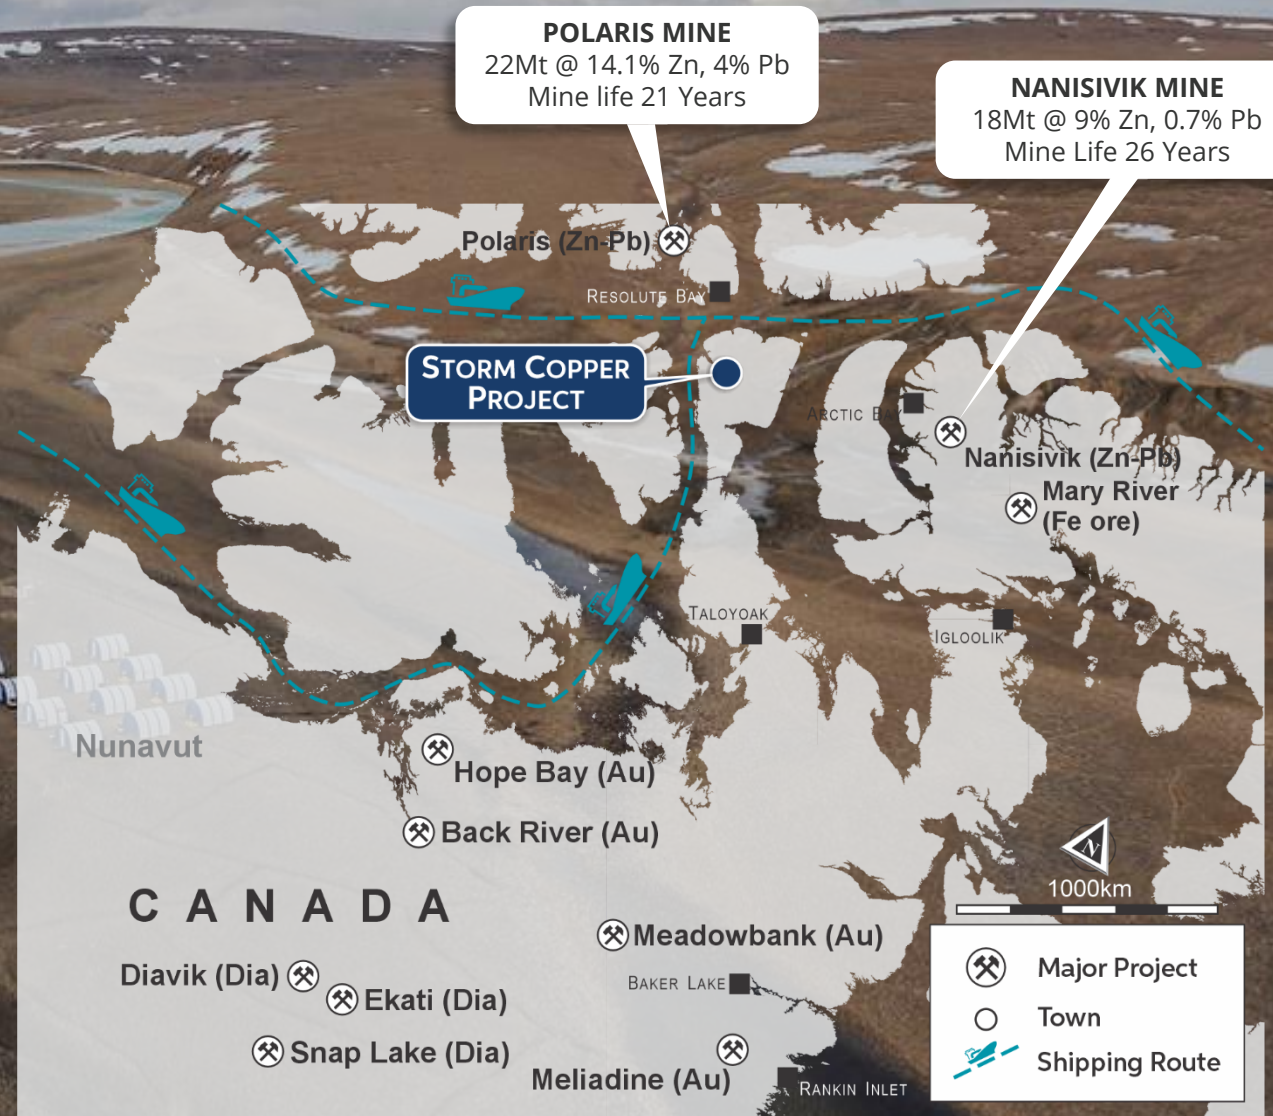 POLARIS MINE
22Mt @ 14.1% Zn, 4% Pb
Mine life 21 Years
NANISIVIK MINE
18Mt @ 9% Zn, 0.7% Pb
Mine Life 26 Years
Polaris (Zn-Pb)
RESOLUTE BAY
STORM COPPER
PROJECT
ARCTIC BAY
Nanisivik (Zn-Pb)
Mary River
(Fe ore)
TALOYOAK
IGLOOLIK
Nunavut
Hope Bay (Au)
Back River (Au)
N
1000km
CANADA
Meadowbank (Au)
Diavik (Dia)
BAKER LAKE
Ekati (Dia)
Snap Lake (Dia)
Meliadine (Au)
RANKIN INLET
Major Project
Town
Shipping Route